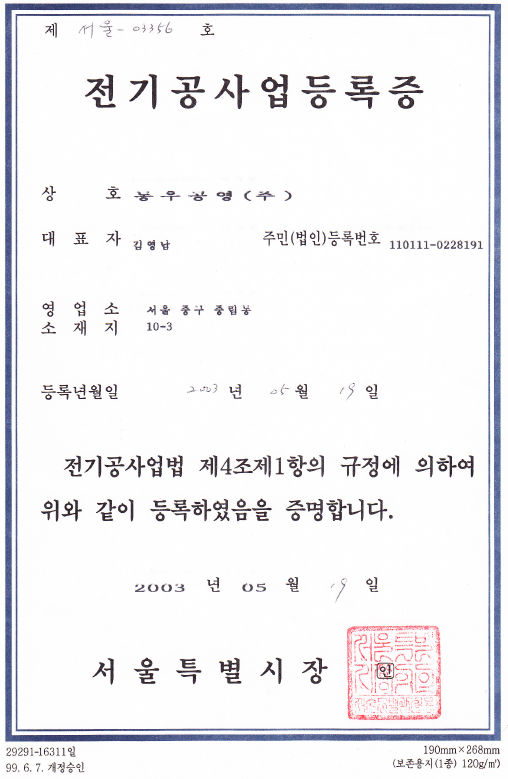 제 서울-03356 호
전기공사업등록증
상 호 동우공영(주)
대 표 자 김영남 주민(법인)등록번호 110111-0228191
영 업 소 서울 중구 중림동
소 재 지 10-3
등록년월일 2003 년 05 월 19 일
전기공사업법 제4조제1항의 규정에 의하여
위와 같이 등록하였음을 증명합니다.
2003 년 05 월 19 일
서울특별시장
인
29291-16311일
99. 6. 7. 개정승인
190mm×268mm
(보존용지(1종) 120g/㎡)